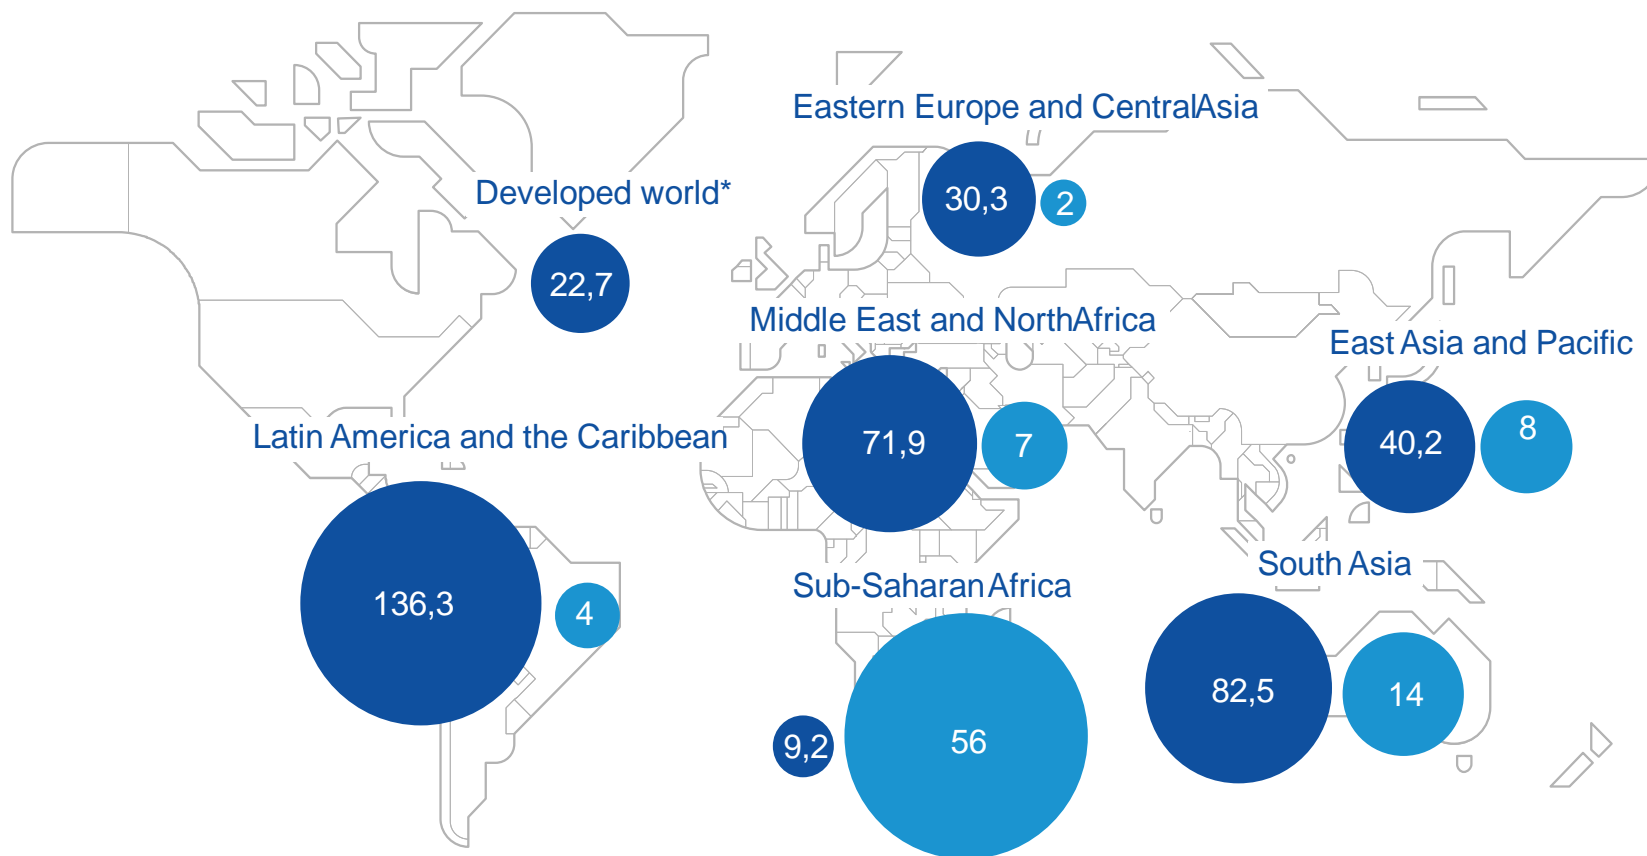 Eastern Europe and CentralAsia
30,3
2
Developed world*
22,7
Middle East and NorthAfrica
71,9
7
East Asia and Pacific
40,2
8
Latin America and the Caribbean
136,3
4
Sub-Saharan Africa
9,2
56
South Asia
82,5
14